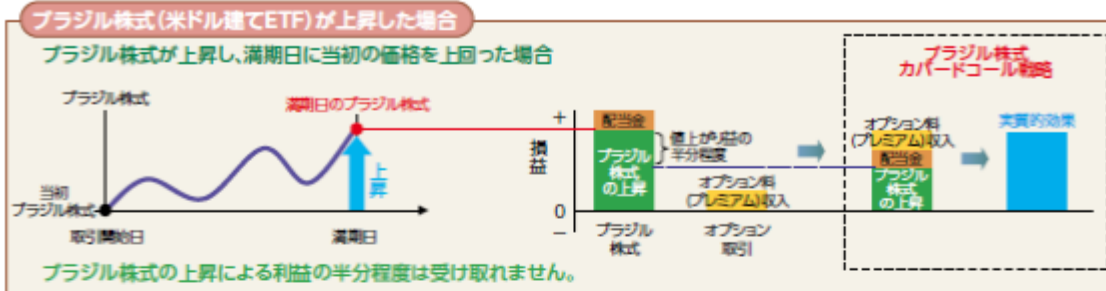 ブラジル株式(米ドル建てETF)が上昇した場合
ブラジル株式が上昇し、満期日に当初の価格を上回った場合
ブラジル株式
満期日のブラジル株式
上昇
当初
ブラジル株式
取引開始日
満期日
損益
+
0
−
配当金
ブラジル
株式
の上昇
値上がり益の
半分程度
オプション料
(プレミアム)収入
ブラジル
株式
オプション
取引
ブラジル株式
カバードコール戦略
オプション料
(プレミアム)収入
配当金
ブラジル
株式
の上昇
実質的効果
ブラジル株式の上昇による利益の半分程度は受け取れません。